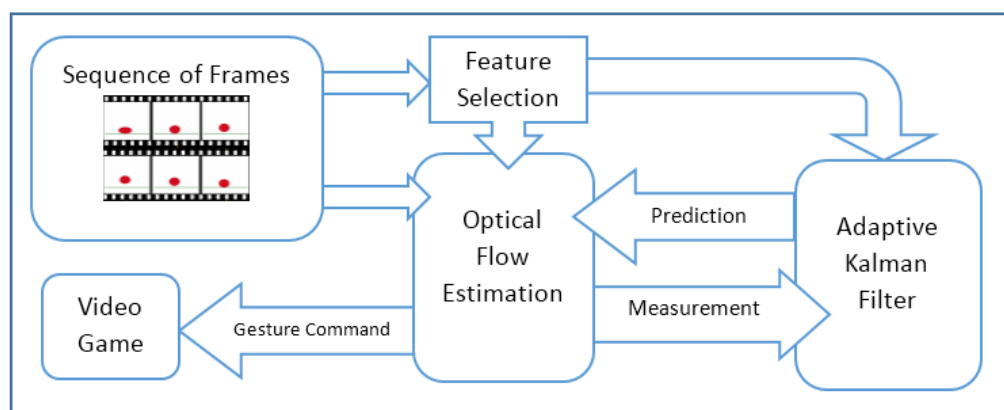 Sequence of Frames
Feature
Selection
Optical
Flow
Estimation
Prediction
Measurement
Adaptive
Kalman
Filter
Video
Game
Gesture Command